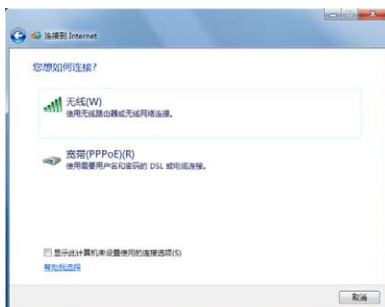 连接到 Internet
您想如何连接?
无线(W)
使用无线路由器或无线网络连接。
宽带(PPPoE)(R)
使用需要用户名和密码的 DSL 或电缆连接。
显示此计算机未设置使用的连接选项(S)
帮助我选择
取消